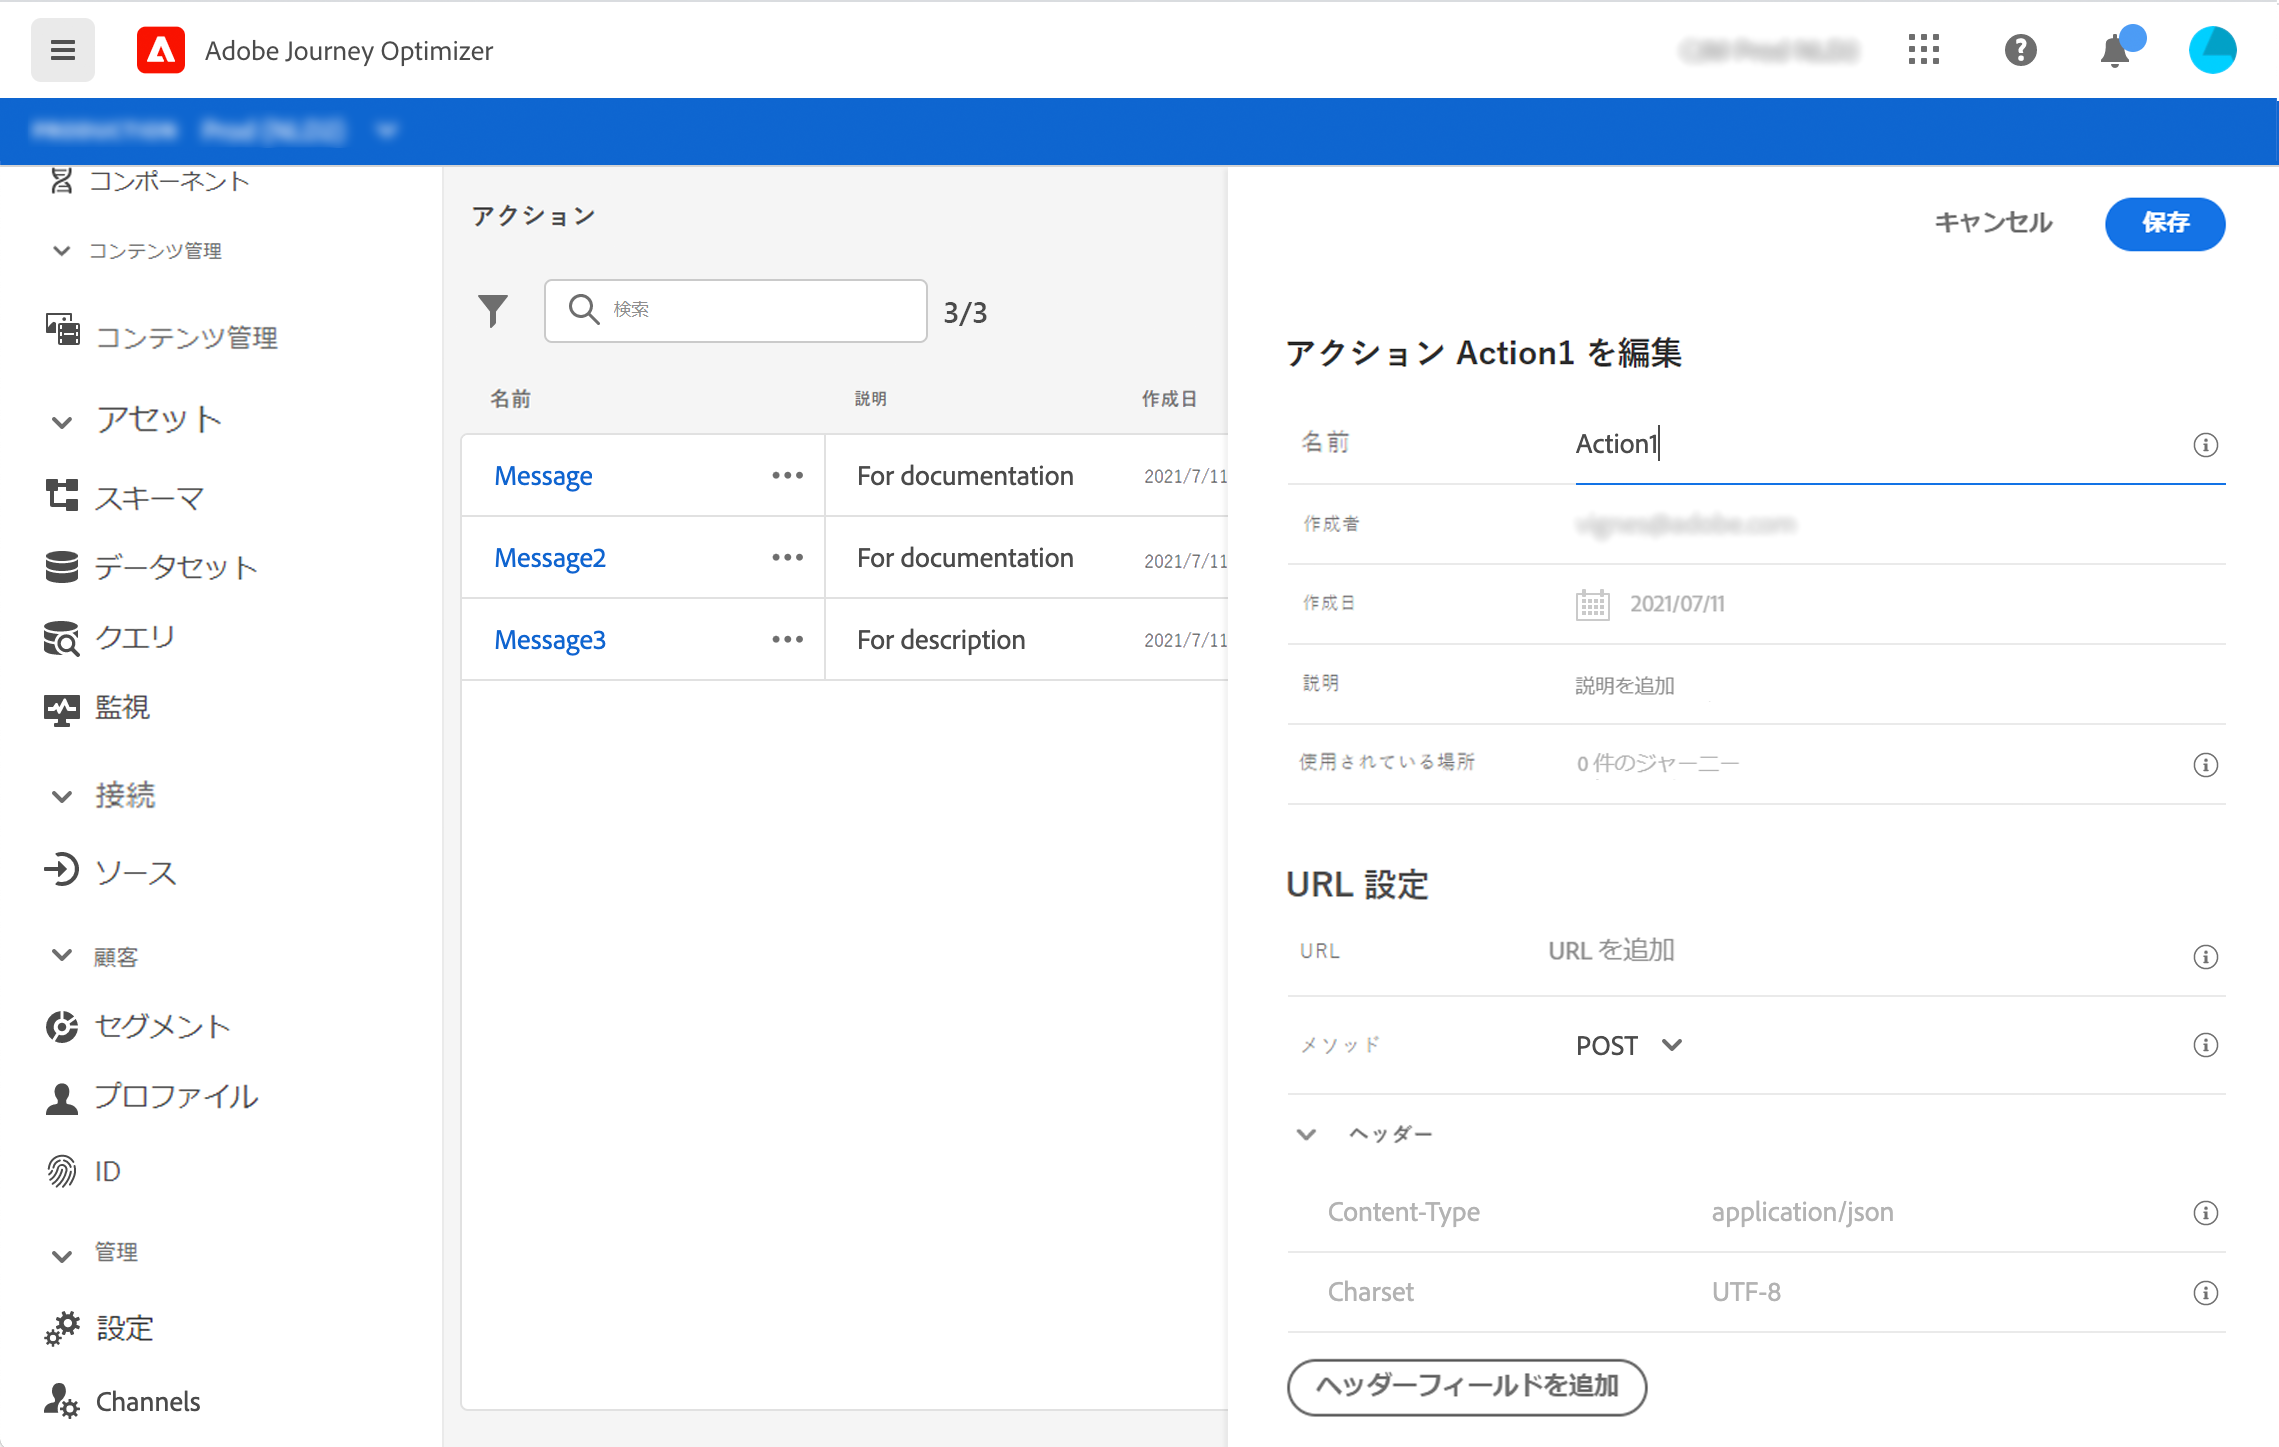 Adobe Journey Optimizer
コンポーネント
コンテンツ管理
コンテンツ管理
アセット
スキーマ
データセット
クエリ
監視
接続
ソース
顧客
セグメント
プロファイル
ID
管理
設定
Channels
アクション
検索
3/3
名前 説明 作成日
Message ••• For documentation 2021/7/11
Message2 ••• For documentation 2021/7/11
Message3 ••• For description 2021/7/11
キャンセル 保存
アクション Action1 を編集
名前 Action1
作成者
作成日 2021/07/11
説明 説明を追加
使用されている場所 0 件のジャーニー
URL 設定
URL URL を追加
メソッド POST
ヘッダー
Content-Type application/json
Charset UTF-8
ヘッダーフィールドを追加